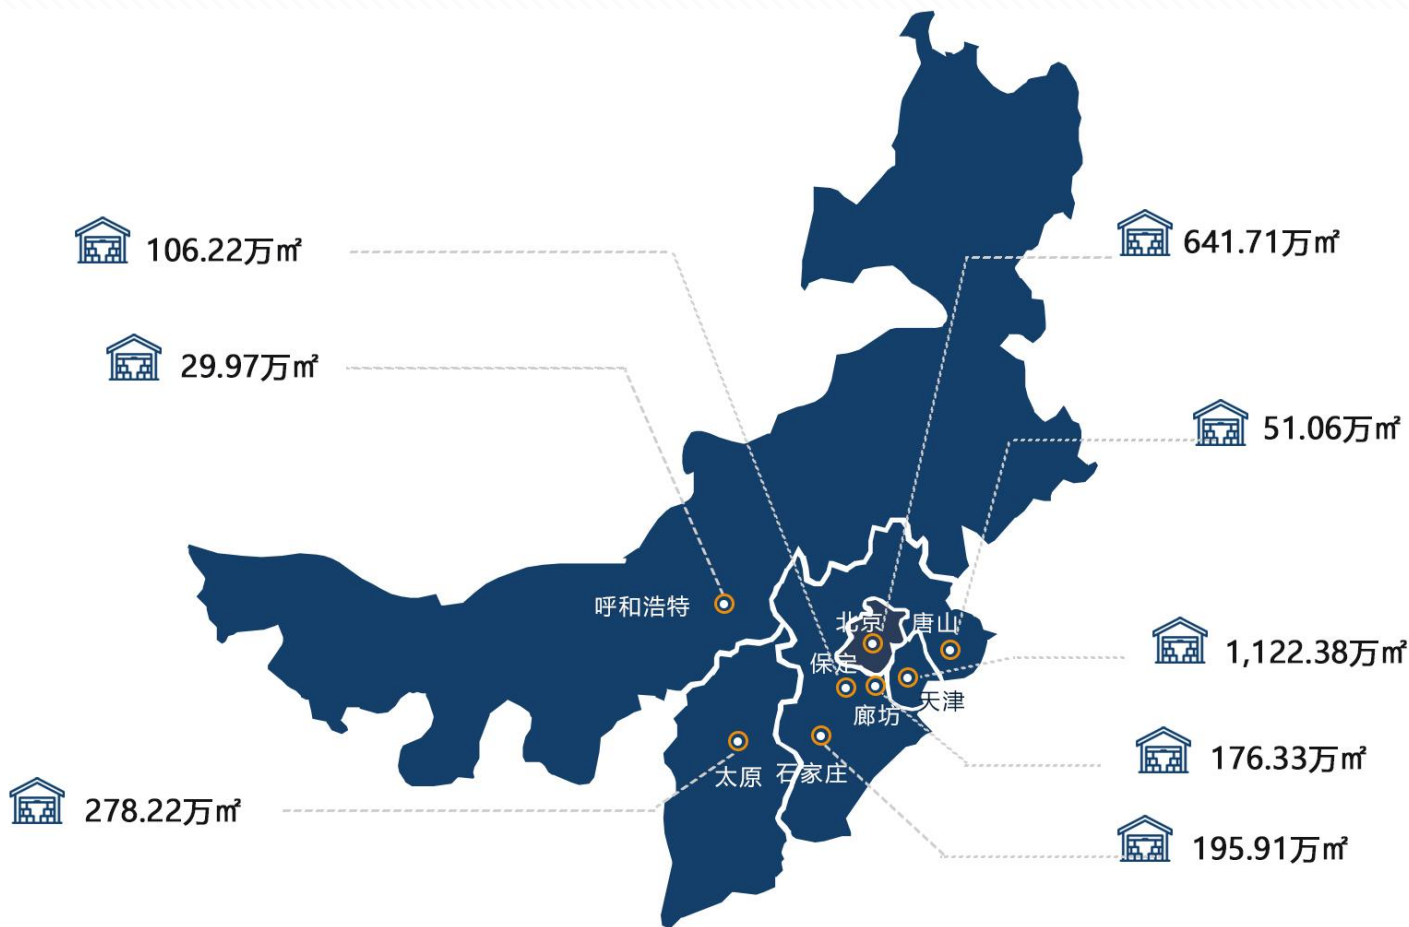 641.71万㎡
106.22万㎡
29.97万㎡
51.06万㎡
呼和浩特
北京
唐山
1,122.38万㎡
保定
天津
廊坊
176.33万㎡
太原
石家庄
278.22万㎡
195.91万㎡